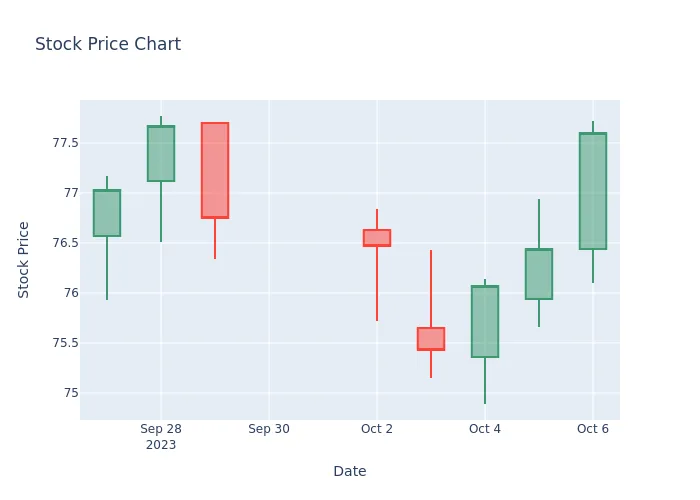 Stock Price Chart
Stock Price
77.5
77
76.5
76
75.5
75
Sep 28
2023
Sep 30
Oct 2
Oct 4
Oct 6
Date